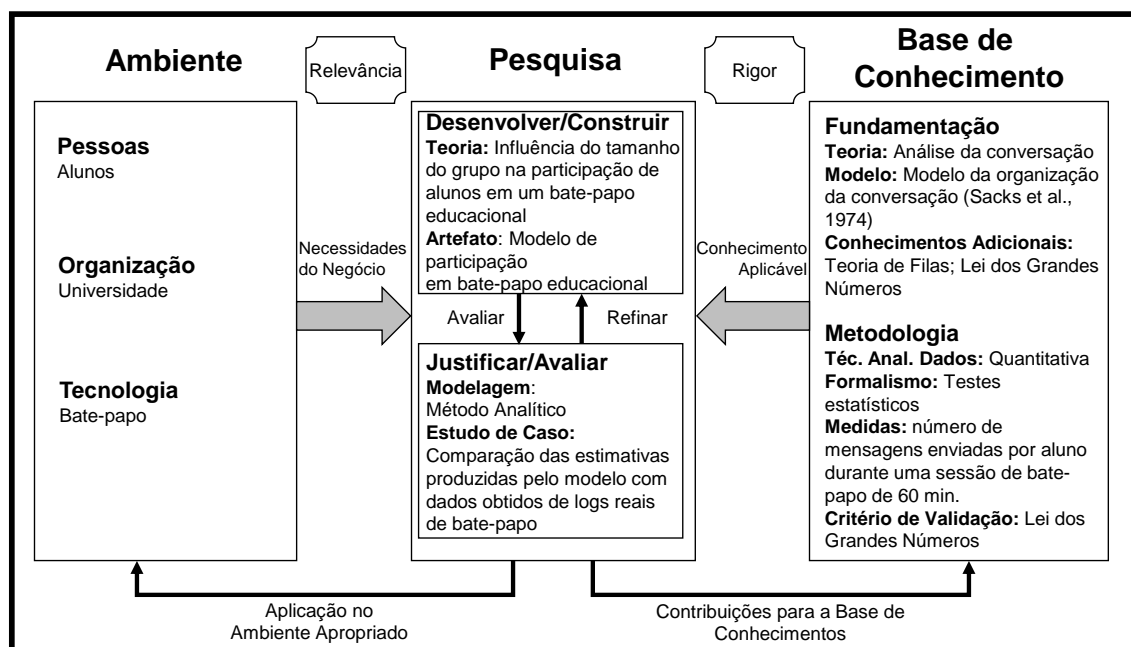 Ambiente
Relevância
Pesquisa
Rigor
Base de
Conhecimento
Pessoas
Alunos
Organização
Universidade
Tecnologia
Bate-papo
Necessidades
do Negócio
Desenvolver/Construir
Teoria: Influência do tamanho
do grupo na participação de
alunos em um bate-papo
educacional
Artefato: Modelo de
participação
em bate-papo educacional
Avaliar
Refinar
Justificar/Avaliar
Modelagem:
Método Analítico
Estudo de Caso:
Comparação das estimativas
produzidas pelo modelo com
dados obtidos de logs reais
de bate-papo
Conhecimento
Aplicável
Fundamentação
Teoria: Análise da conversação
Modelo: Modelo da organização
da conversação (Sacks et al.,
1974)
Conhecimentos Adicionais:
Teoria de Filas; Lei dos Grandes
Números
Metodologia
Téc. Anal. Dados: Quantitativa
Formalismo: Testes
estatísticos
Medidas: número de
mensagens enviadas por aluno
durante uma sessão de bate-
papo de 60 min.
Critério de Validação: Lei dos
Grandes Números
Aplicação no
Ambiente Apropriado
Contribuições para a Base de
Conhecimentos